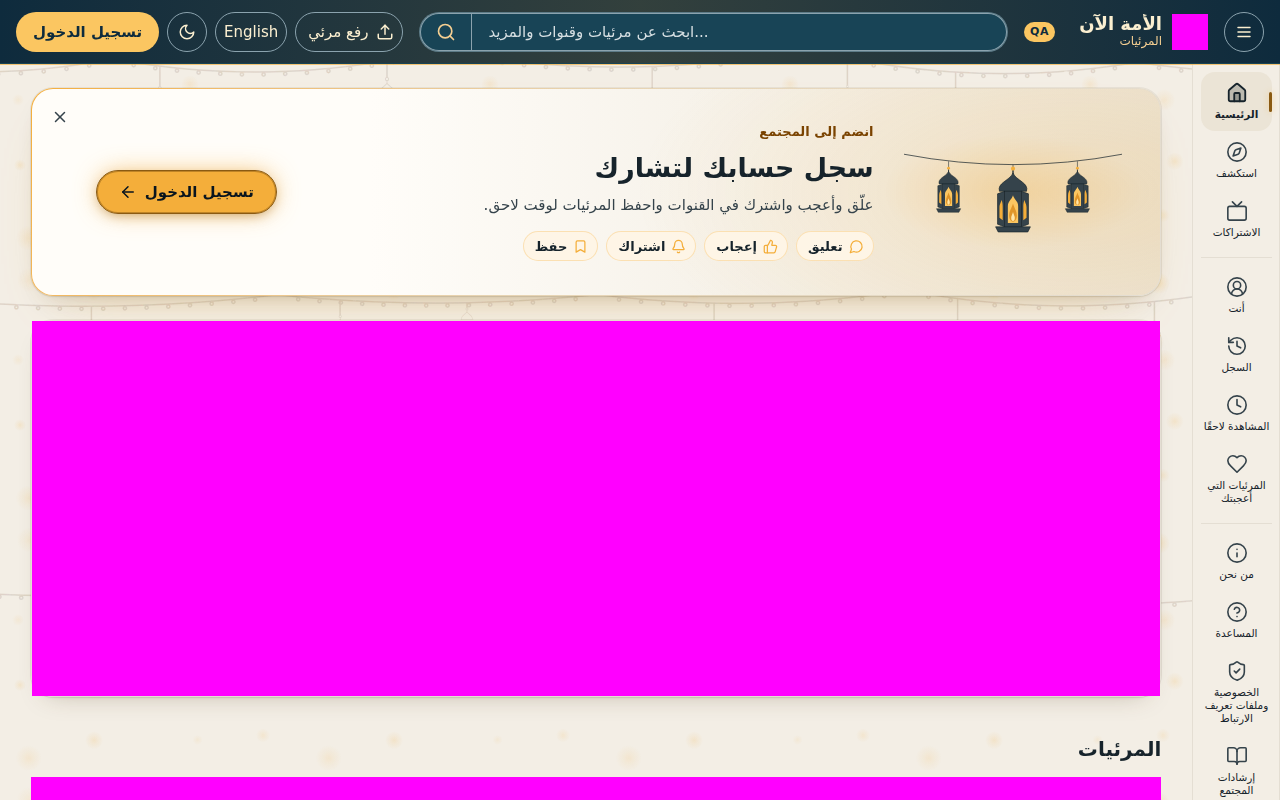 الأمة الآن
المرئيات
QA
ابحث عن مرئيات وقنوات والمزيد...
رفع مرئي
English
تسجيل الدخول
الرئيسية
استكشف
الاشتراكات
أنت
السجل
المشاهدة لاحقًا
المرئيات التي
أعجبتك
من نحن
المساعدة
الخصوصية
وملفات تعريف
الارتباط
إرشادات
المجتمع
انضم إلى المجتمع
سجل حسابك لتشارك
علّق وأعجب واشترك في القنوات واحفظ المرئيات لوقت لاحق.
تعليق
إعجاب
اشتراك
حفظ
تسجيل الدخول
المرئيات